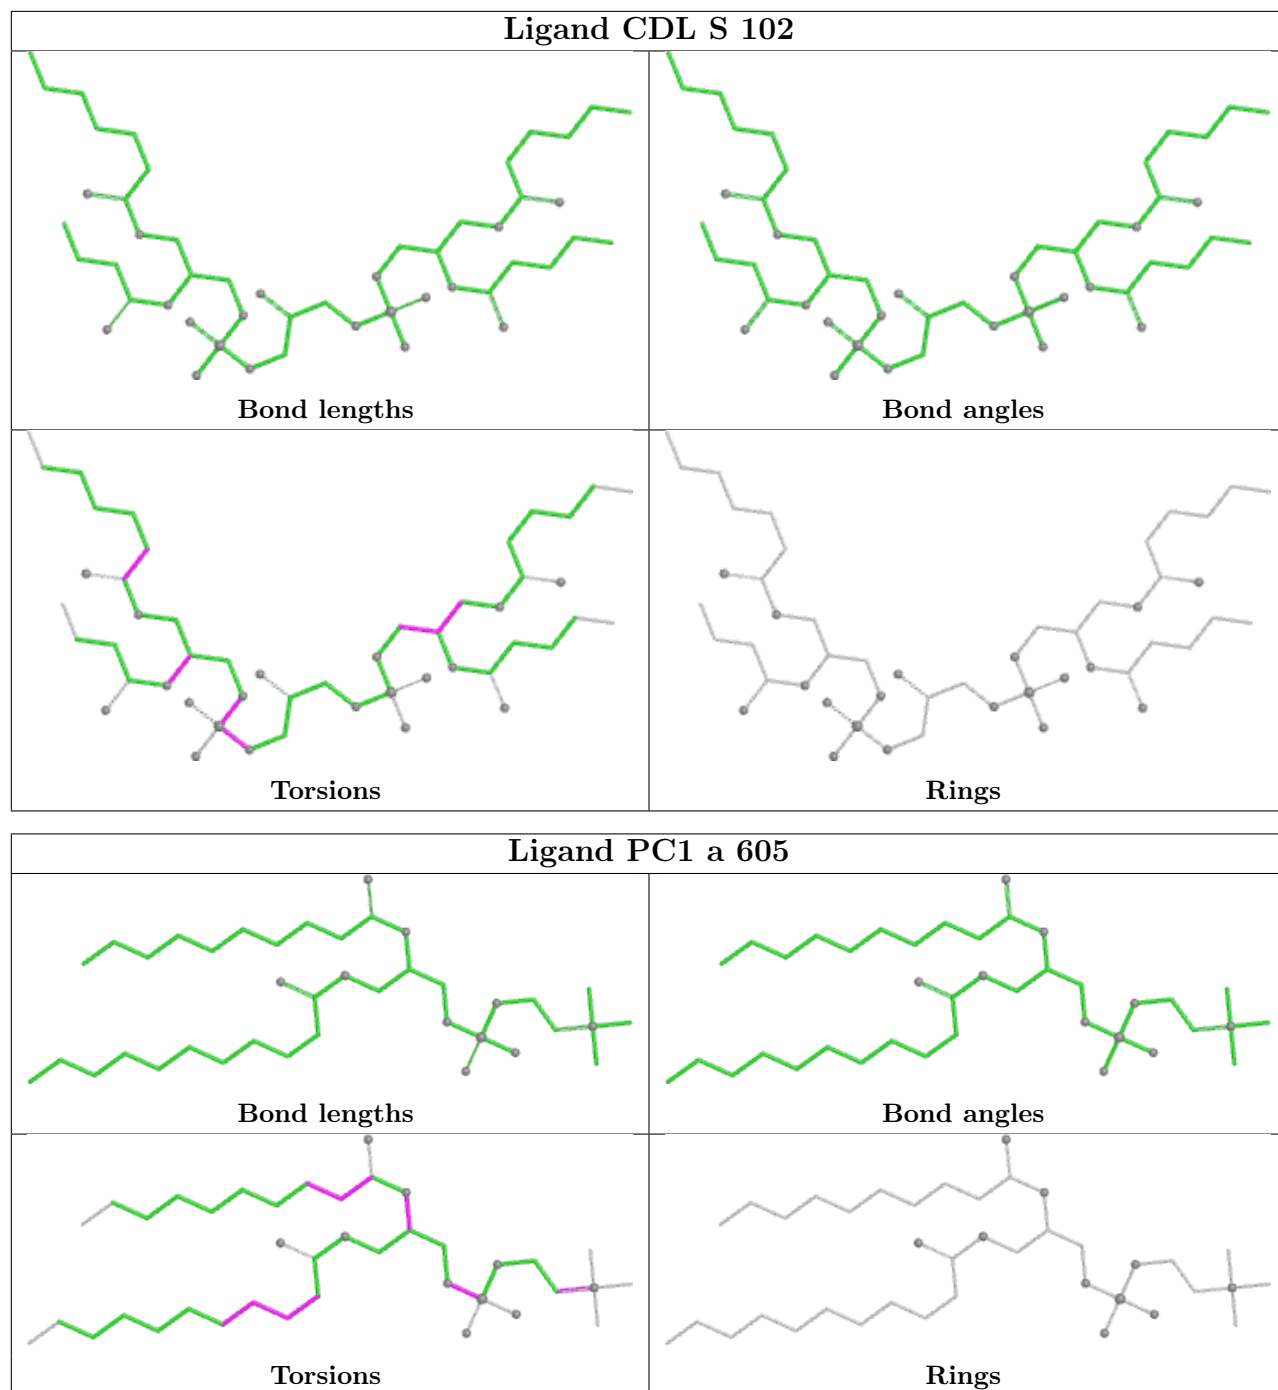 Ligand CDL S 102
Bond lengths
Bond angles
Torsions
Rings
Ligand PC1 a 605
Bond lengths
Bond angles
Torsions
Rings